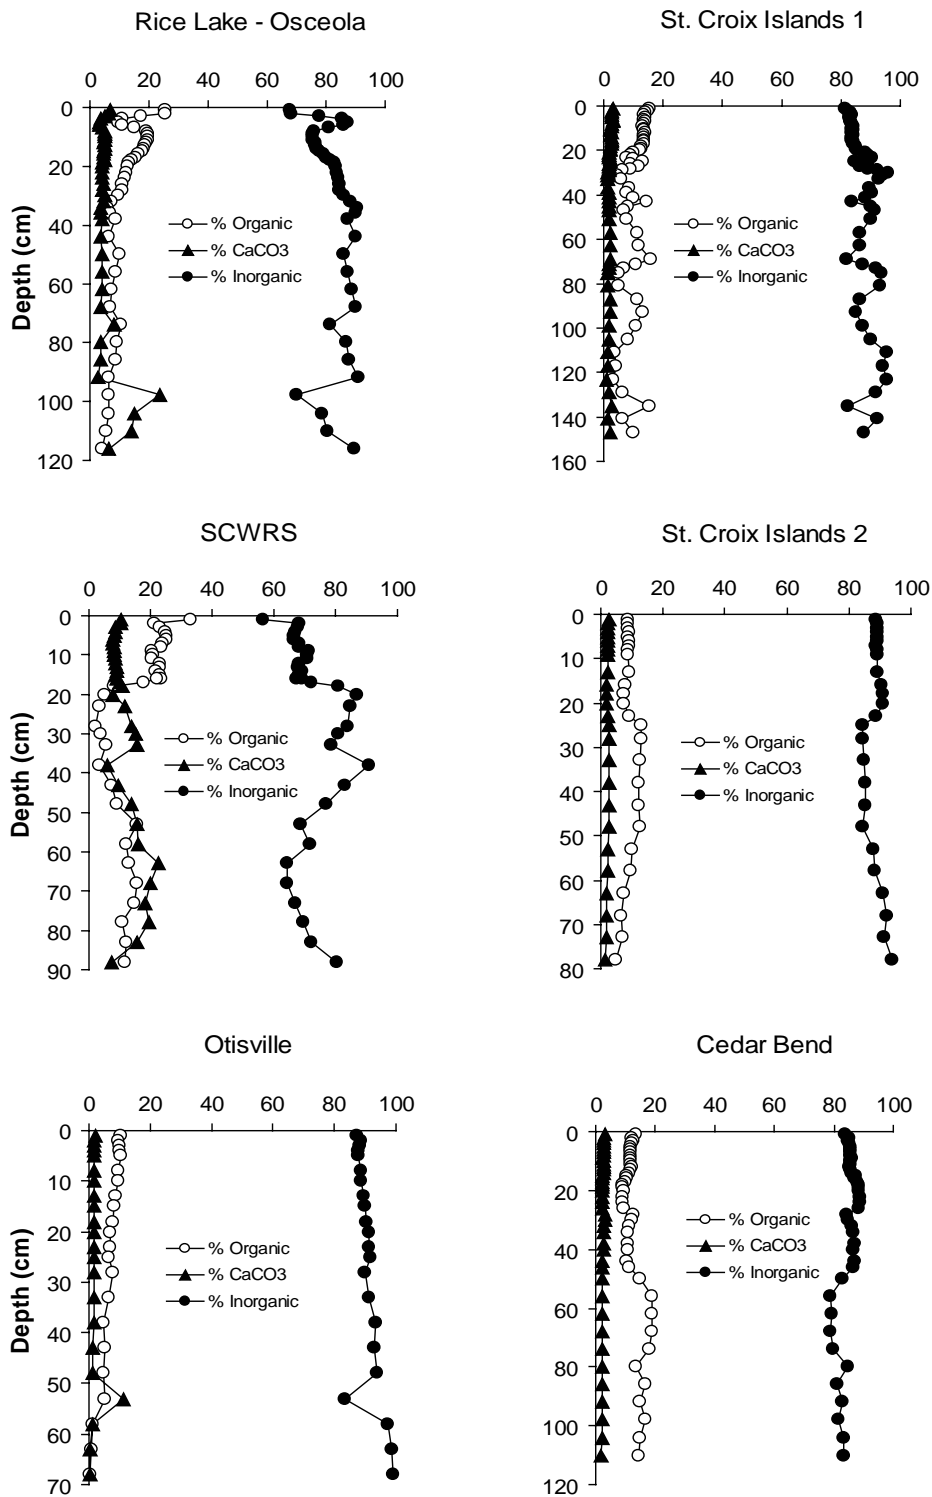 Rice Lake - Osceola
0 20 40 60 80 100
0
20
40
60
80
100
120
Depth (cm)
% Organic
% CaCO3
% Inorganic
St. Croix Islands 1
0 20 40 60 80 100
0
20
40
60
80
100
120
140
160
% Organic
% CaCO3
% Inorganic
SCWRS
0 20 40 60 80 100
0
10
20
30
40
50
60
70
80
90
Depth (cm)
% Organic
% CaCO3
% Inorganic
St. Croix Islands 2
0 20 40 60 80 100
0
10
20
30
40
50
60
70
80
% Organic
% CaCO3
% Inorganic
Otisville
0 20 40 60 80 100
0
10
20
30
40
50
60
70
Depth (cm)
% Organic
% CaCO3
% Inorganic
Cedar Bend
0 20 40 60 80 100
0
20
40
60
80
100
120
% Organic
% CaCO3
% Inorganic